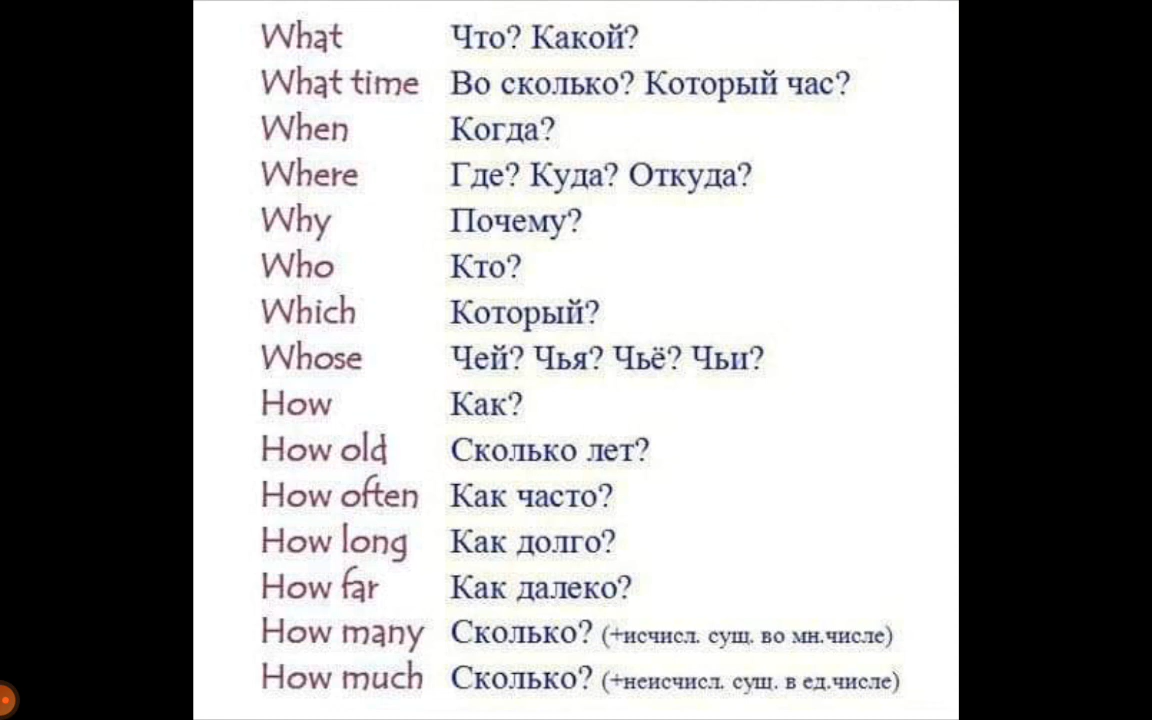 What Что? Какой?
What time Во сколько? Который час?
When Когда?
Where Где? Куда? Откуда?
Why Почему?
Who Кто?
Which Который?
Whose Чей? Чья? Чьё? Чьи?
How Как?
How old Сколько лет?
How often Как часто?
How long Как долго?
How far Как далеко?
How many Сколько? (+исчисл. сущ. во мн.числе)
How much Сколько? (+неисчисл. сущ. в ед.числе)